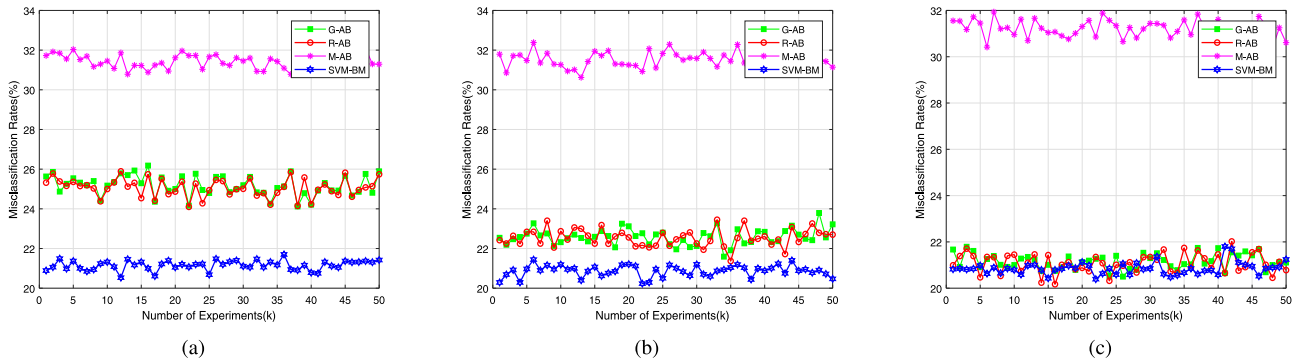 34
32
30
28
26
24
22
20
Misclassification Rates(%)
0 5 10 15 20 25 30 35 40 45 50
Number of Experiments(k)
G-AB
R-AB
M-AB
SVM-BM
(a)
34
32
30
28
26
24
22
20
Misclassification Rates(%)
0 5 10 15 20 25 30 35 40 45 50
Number of Experiments(k)
G-AB
R-AB
M-AB
SVM-BM
(b)
32
30
28
26
24
22
20
Misclassification Rates(%)
0 5 10 15 20 25 30 35 40 45 50
Number of Experiments(k)
G-AB
R-AB
M-AB
SVM-BM
(c)